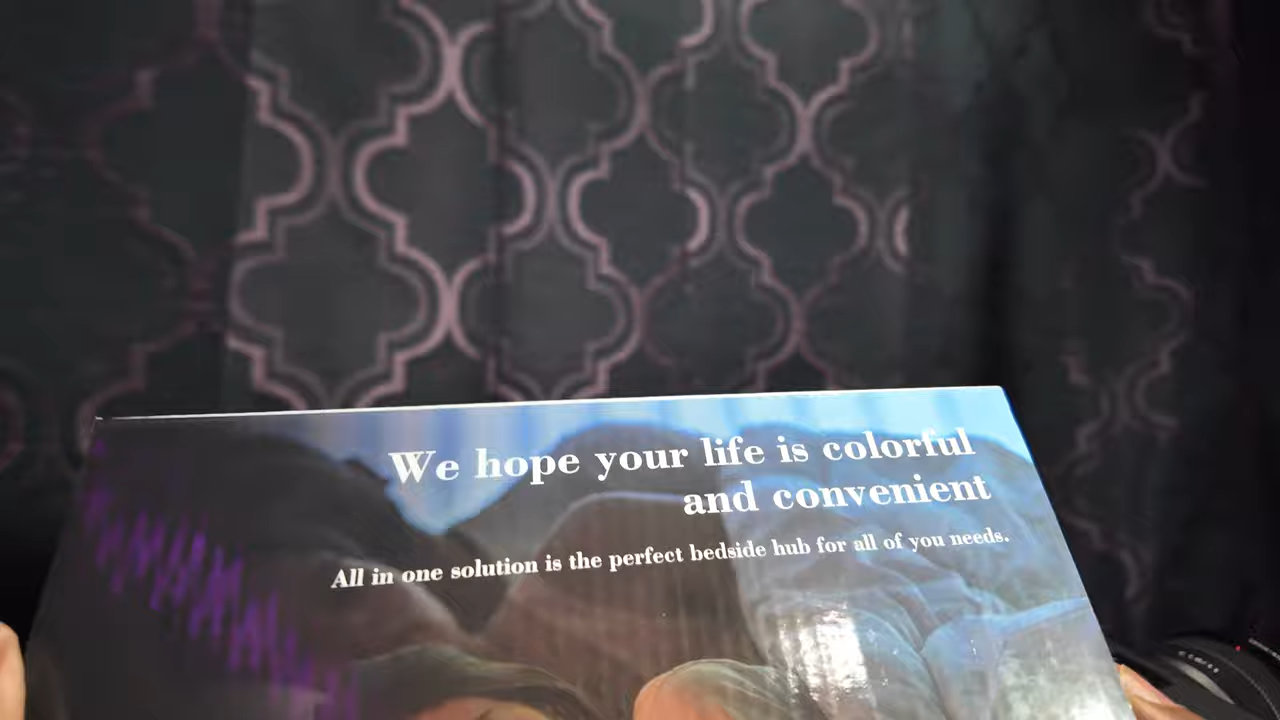 We hope your life is colorful
and convenient
All in one solution is the perfect bedside hub for all of you needs.